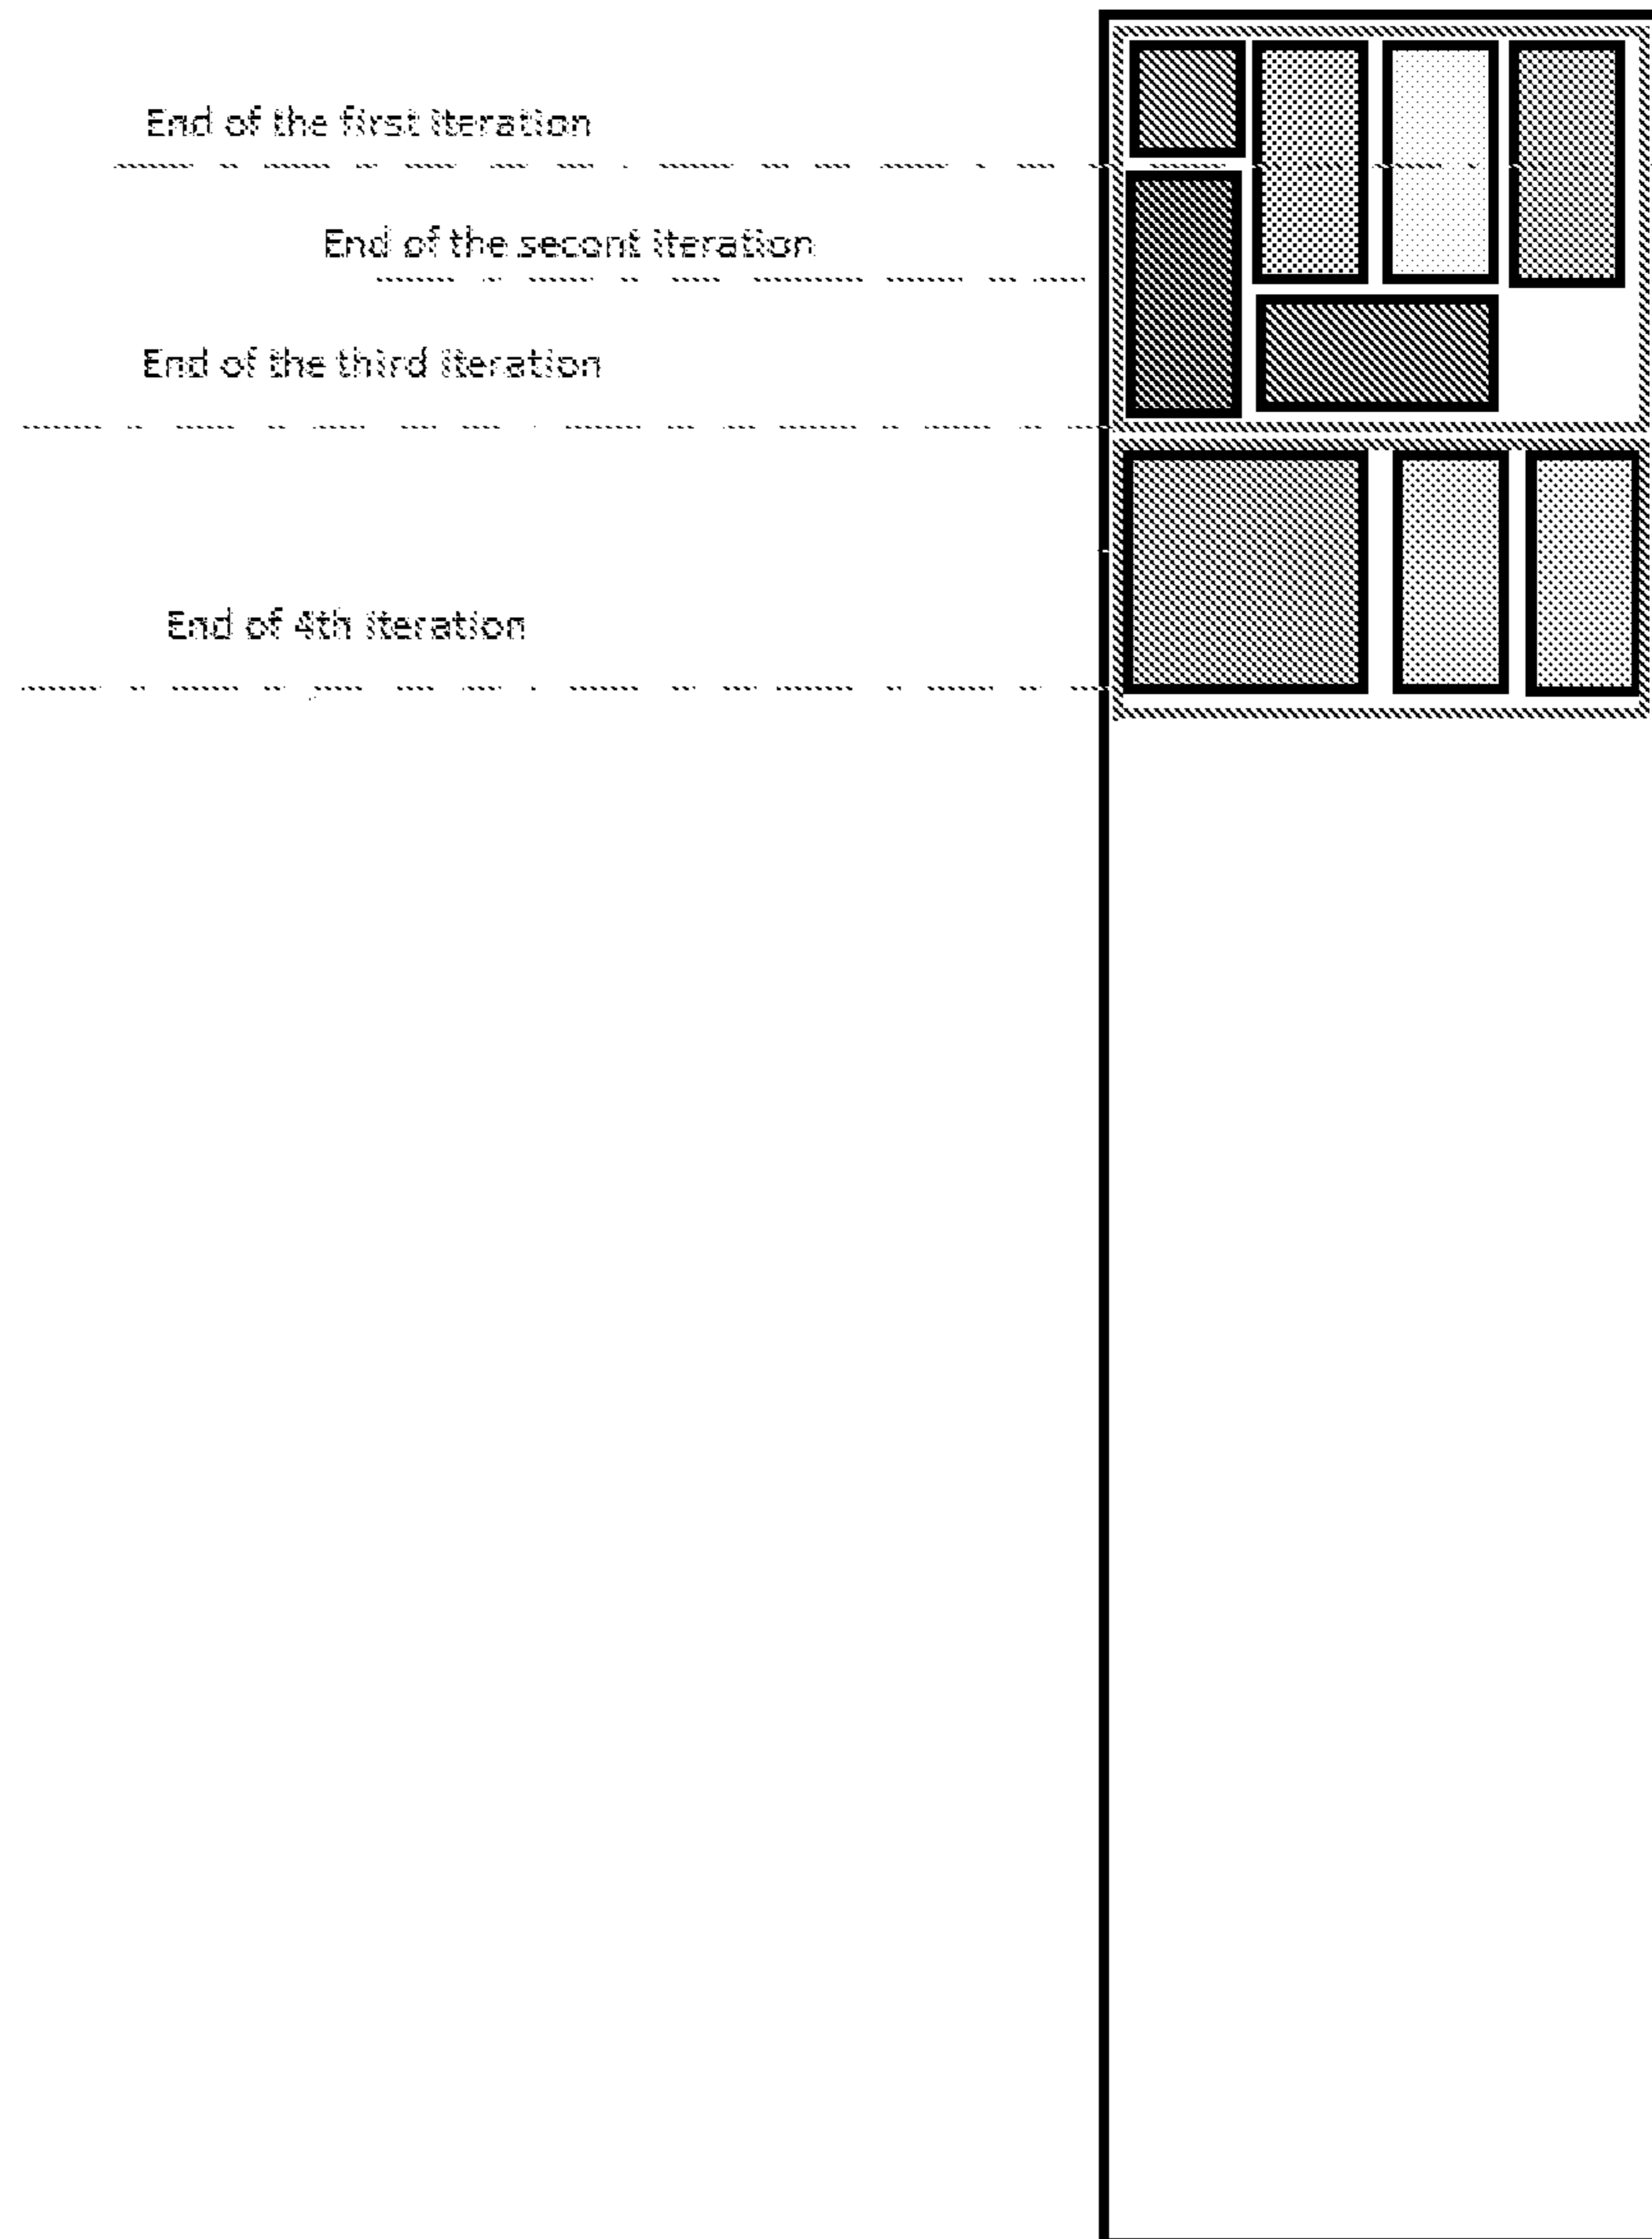 End of the first iteration
End of the secont iteration
End of the third iteration
End of 4th iteration